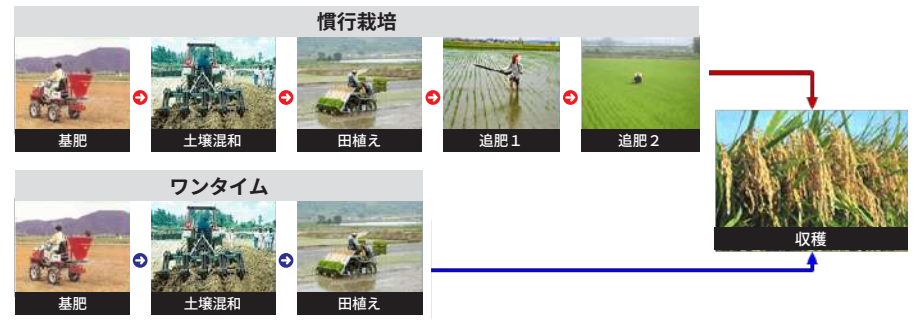 慣行栽培
基肥
土壌混和
田植え
追肥１
追肥２
収穫
ワンタイム
基肥
土壌混和
田植え